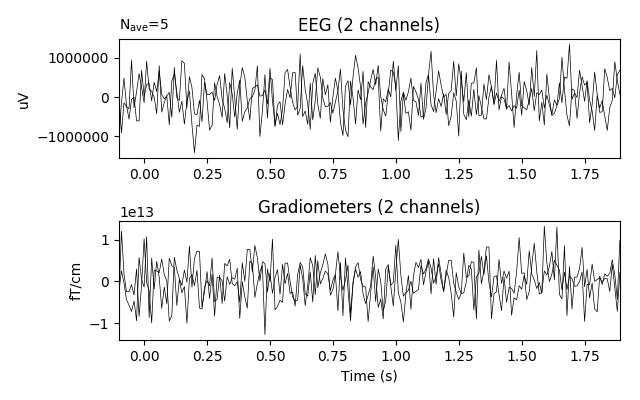 N_ave=5
EEG (2 channels)
1000000
0
−1000000
uV
0.00 0.25 0.50 0.75 1.00 1.25 1.50 1.75
Gradiometers (2 channels)
1e13
1
0
−1
fT/cm
0.00 0.25 0.50 0.75 1.00 1.25 1.50 1.75
Time (s)